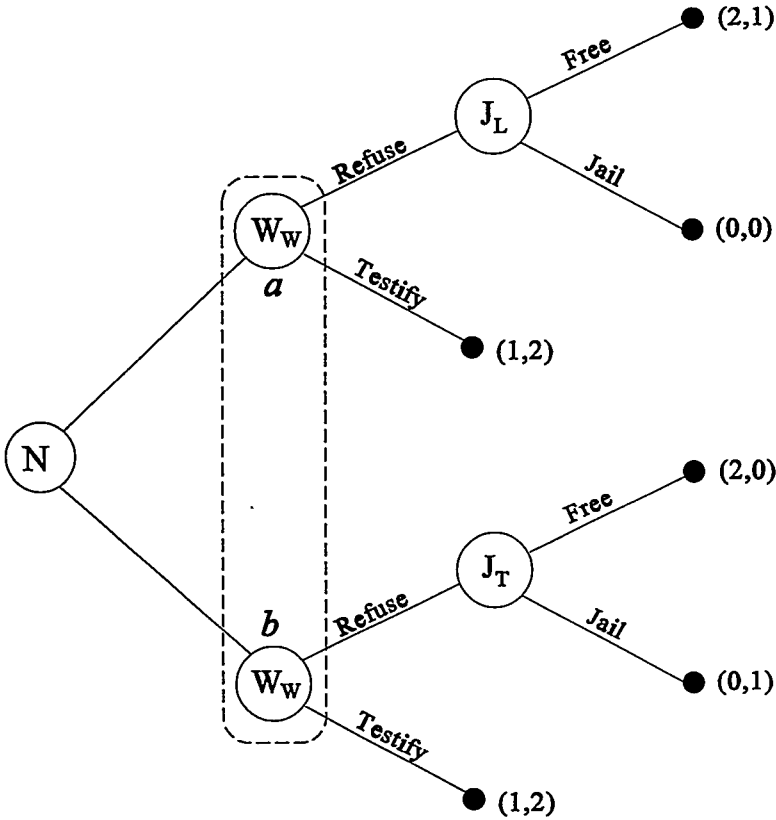 (2,1)
Free
J_L
Refuse
Jail
W_W
(0,0)
a
Testify
(1,2)
N
(2,0)
Free
J_T
Refuse
b
Jail
W_W
(0,1)
Testify
(1,2)